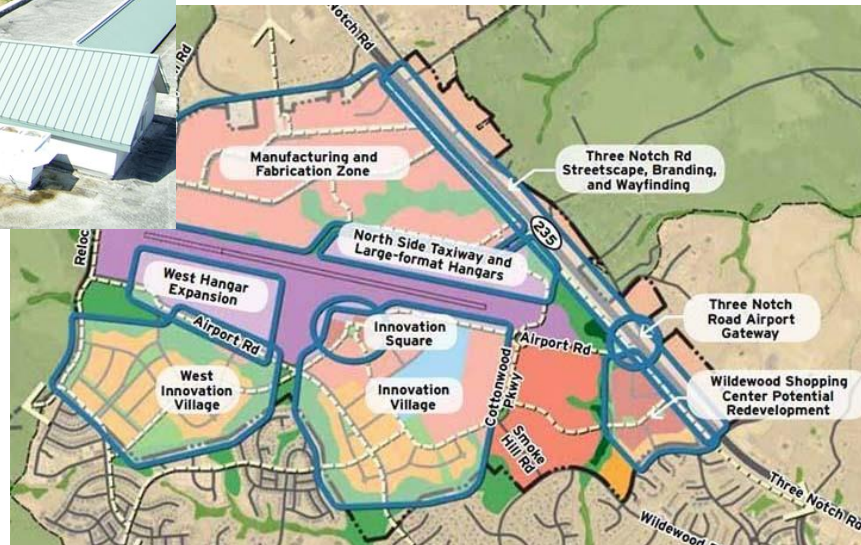 Notch Rd
Rd
Manufacturing and
Fabrication Zone
Three Notch Rd
Streetscape, Branding,
and Wayfinding
235
North Side Taxiway and
Large-format Hangars
West Hangar
Expansion
Airport Rd
Innovation
Square
Airport Rd
Three Notch
Road Airport
Gateway
West
Innovation
Village
Innovation
Village
Cottonwood
Pkwy
Wildewood Shopping
Center Potential
Redevelopment
Smoke
Hill Rd
Three Notch Rd
Wildewood